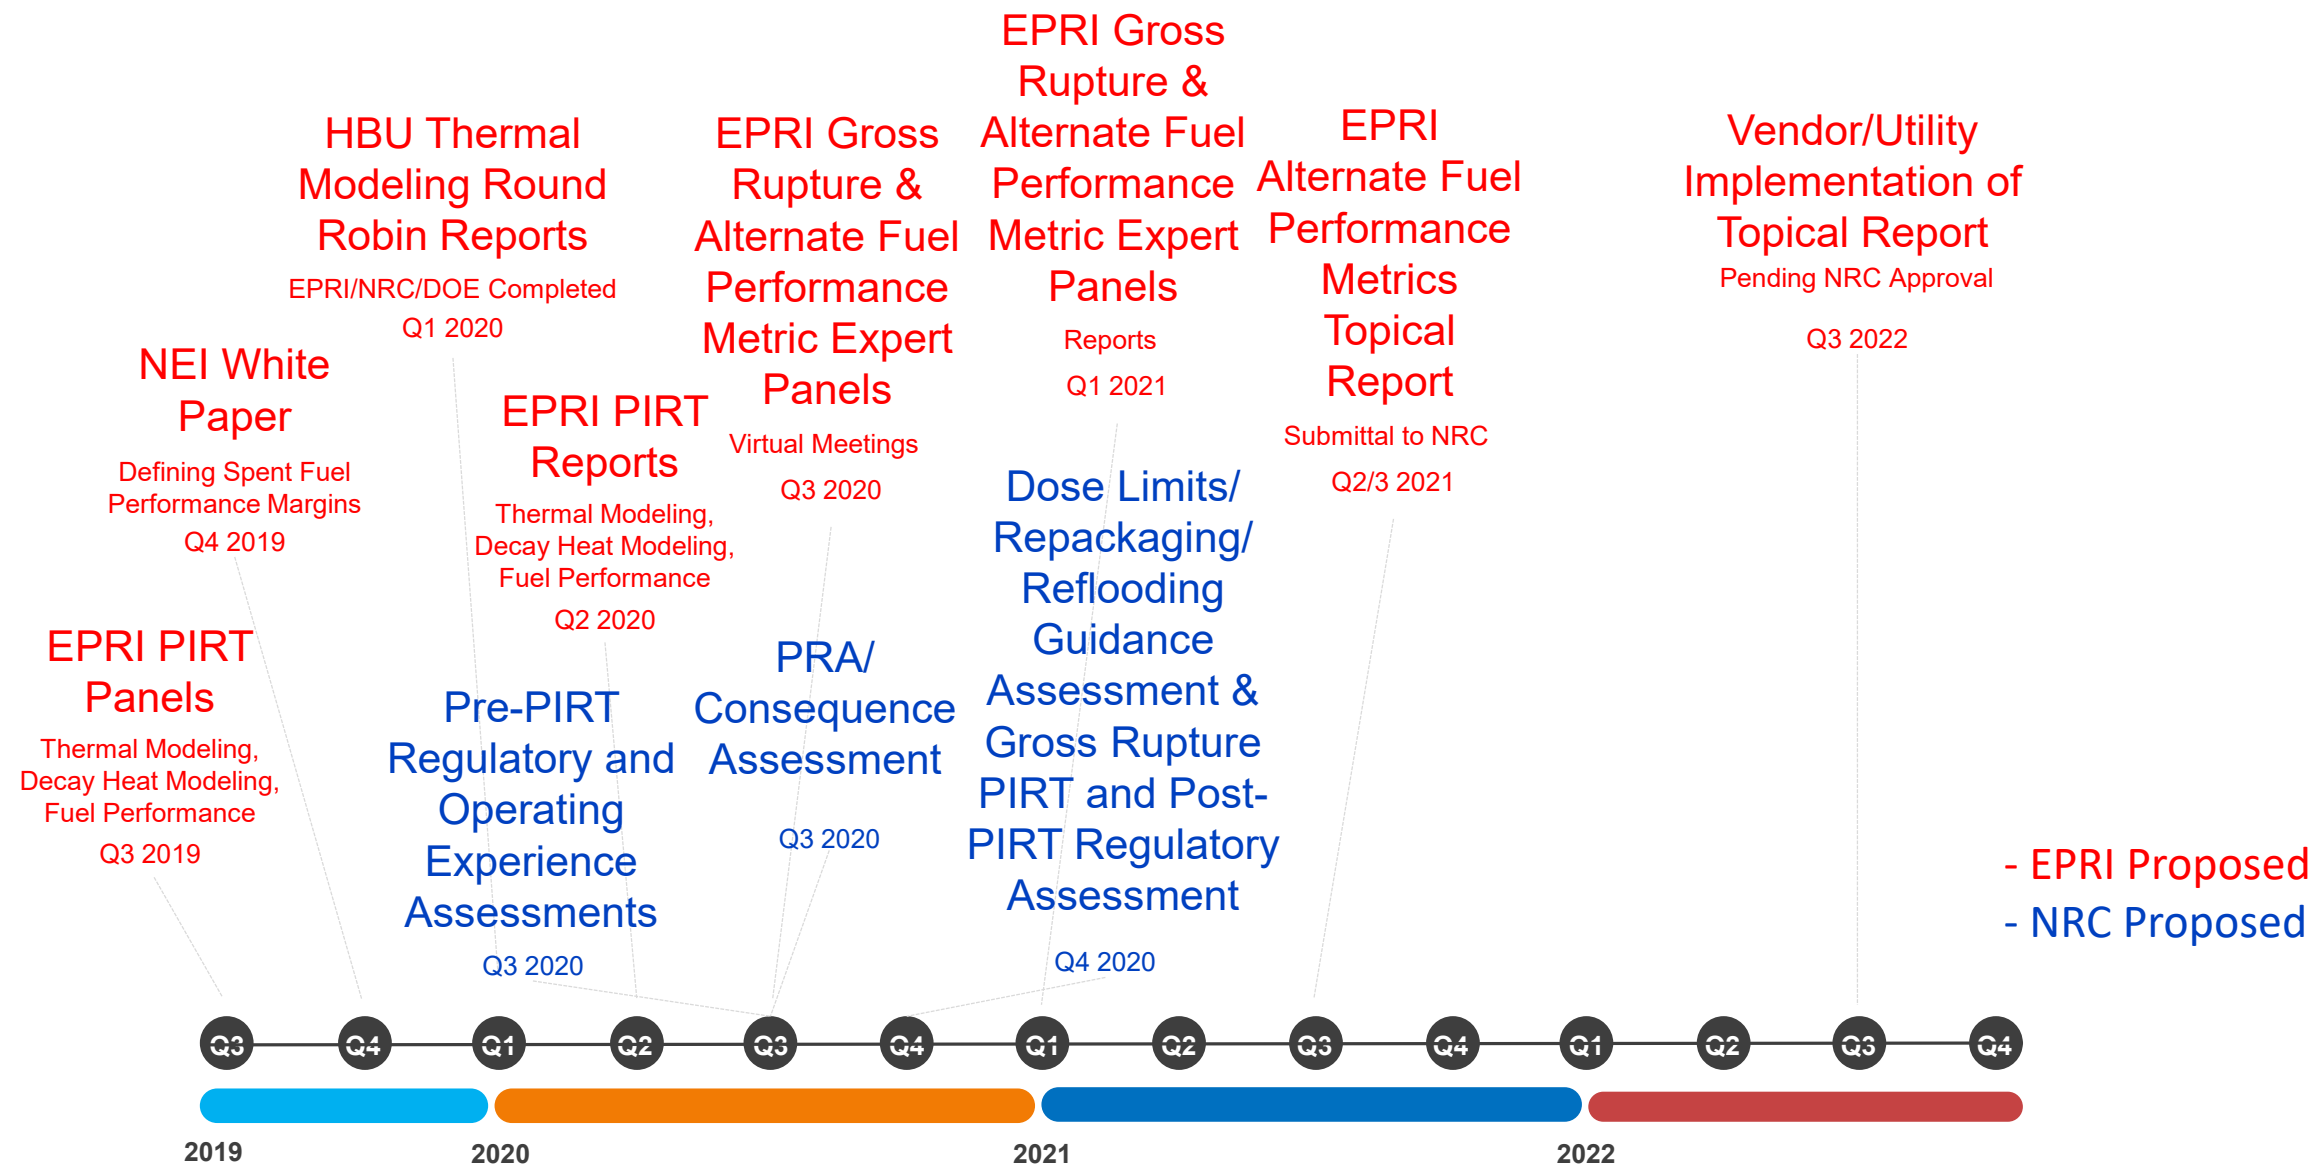 EPRI PIRT
Panels
Thermal Modeling,
Decay Heat Modeling,
Fuel Performance
Q3 2019
NEI White
Paper
Defining Spent Fuel
Performance Margins
Q4 2019
HBU Thermal
Modeling Round
Robin Reports
EPRI/NRC/DOE Completed
Q1 2020
EPRI PIRT
Reports
Thermal Modeling,
Decay Heat Modeling,
Fuel Performance
Q2 2020
Pre-PIRT
Regulatory and
Operating
Experience
Assessments
Q3 2020
EPRI Gross
Rupture &
Alternate Fuel
Performance
Metric Expert
Panels
Virtual Meetings
Q3 2020
PRA/
Consequence
Assessment
Q3 2020
EPRI Gross
Rupture &
Alternate Fuel
Performance
Metric Expert
Panels
Reports
Q1 2021
Dose Limits/
Repackaging/
Reflooding
Guidance
Assessment &
Gross Rupture
PIRT and Post-
PIRT Regulatory
Assessment
Q4 2020
EPRI
Alternate Fuel
Performance
Metrics
Topical
Report
Submittal to NRC
Q2/3 2021
Vendor/Utility
Implementation of
Topical Report
Pending NRC Approval
Q3 2022
- EPRI Proposed
- NRC Proposed
Q3 Q4 Q1 Q2 Q3 Q4 Q1 Q2 Q3 Q4 Q1 Q2 Q3 Q4
2019 2020 2021 2022